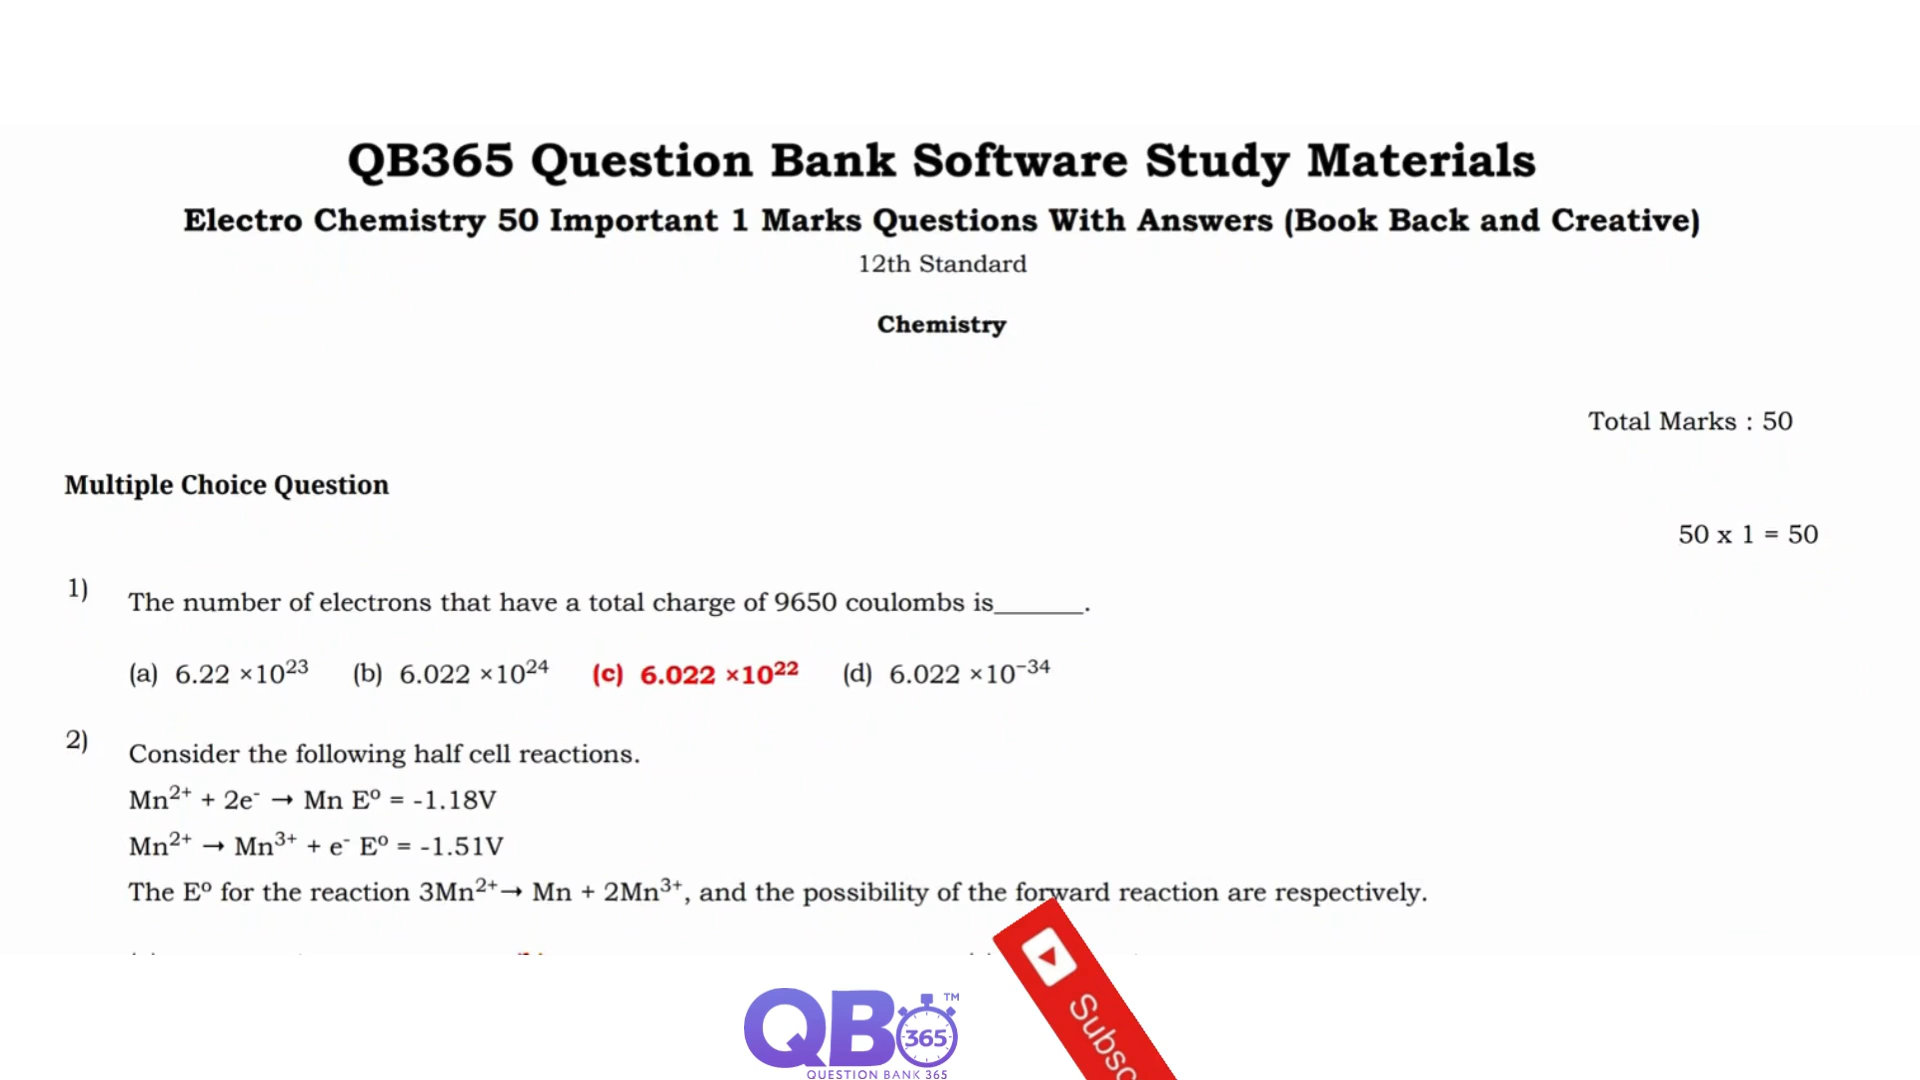 QB365 Question Bank Software Study Materials
Electro Chemistry 50 Important 1 Marks Questions With Answers (Book Back and Creative)
12th Standard
Chemistry
Total Marks : 50
Multiple Choice Question
50 x 1 = 50
1) The number of electrons that have a total charge of 9650 coulombs is_______.
(a) 6.22 ×10²³ (b) 6.022 ×10²⁴ (c) 6.022 ×10²² (d) 6.022 ×10⁻³⁴
2) Consider the following half cell reactions.
Mn²⁺ + 2e⁻ → Mn Eº = -1.18V
Mn²⁺ → Mn³⁺ + e⁻ Eº = -1.51V
The Eº for the reaction 3Mn²⁺→ Mn + 2Mn³⁺, and the possibility of the forward reaction are respectively.
QB365 ™
QUESTION BANK 365
Subsc